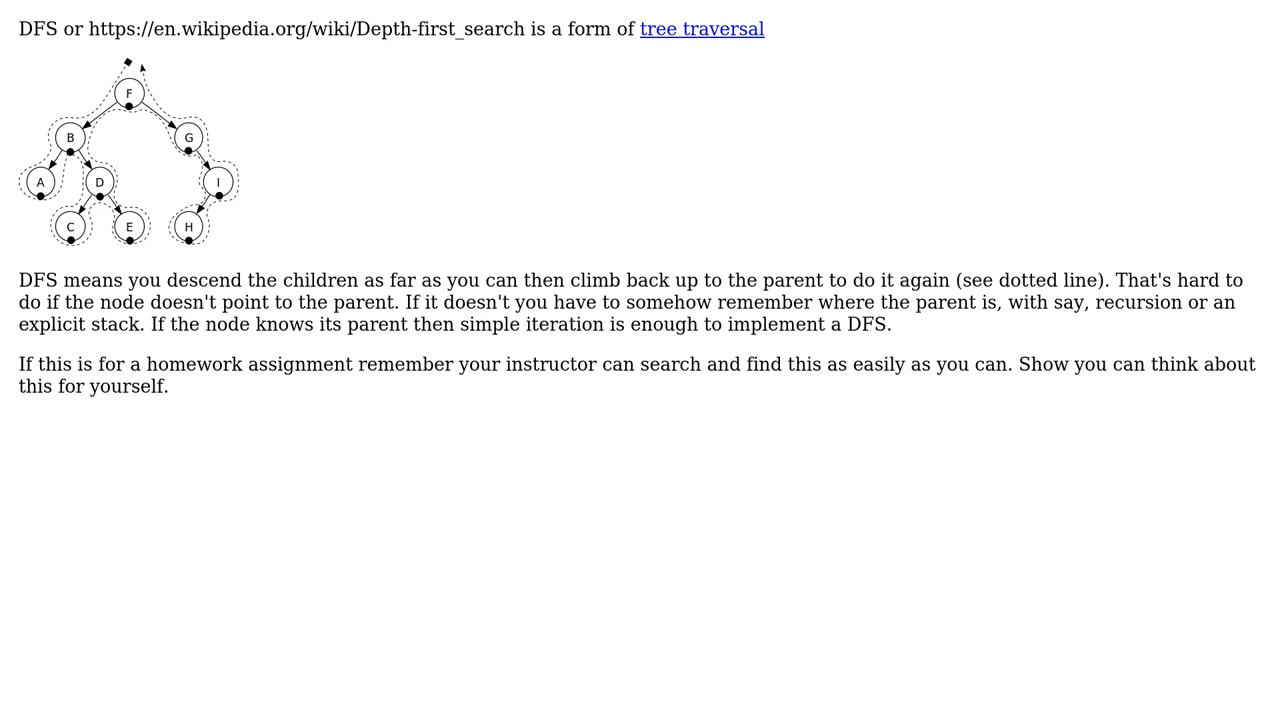 DFS or https://en.wikipedia.org/wiki/Depth-first_search is a form of tree traversal
F
B
G
A
D
I
C
E
H
DFS means you descend the children as far as you can then climb back up to the parent to do it again (see dotted line). That's hard to
do if the node doesn't point to the parent. If it doesn't you have to somehow remember where the parent is, with say, recursion or an
explicit stack. If the node knows its parent then simple iteration is enough to implement a DFS.
If this is for a homework assignment remember your instructor can search and find this as easily as you can. Show you can think about
this for yourself.